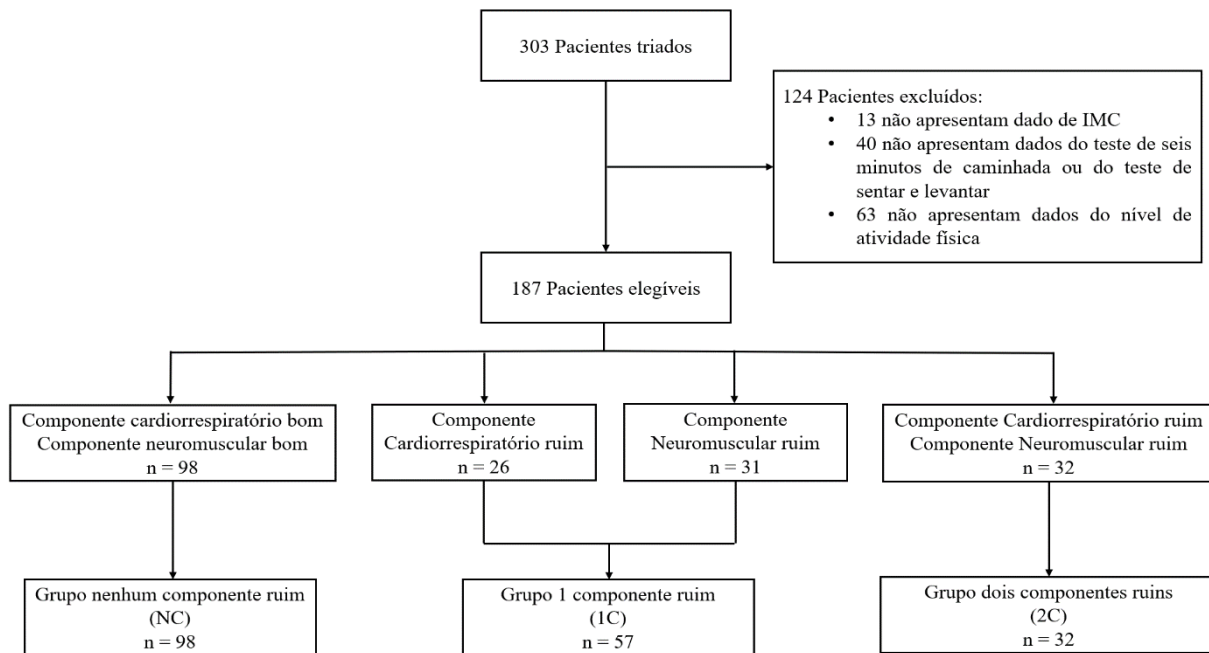 303 Pacientes triados
124 Pacientes excluídos:
• 13 não apresentam dado de IMC
• 40 não apresentam dados do teste de seis
minutos de caminhada ou do teste de
sentar e levantar
• 63 não apresentam dados do nível de
atividade física
187 Pacientes elegíveis
Componente cardiorrespiratório bom
Componente neuromuscular bom
n = 98
Componente
Cardiorrespiratório ruim
n = 26
Componente
Neuromuscular ruim
n = 31
Componente Cardiorrespiratório ruim
Componente Neuromuscular ruim
n = 32
Grupo nenhum componente ruim
(NC)
n = 98
Grupo 1 componente ruim
(1C)
n = 57
Grupo dois componentes ruins
(2C)
n = 32